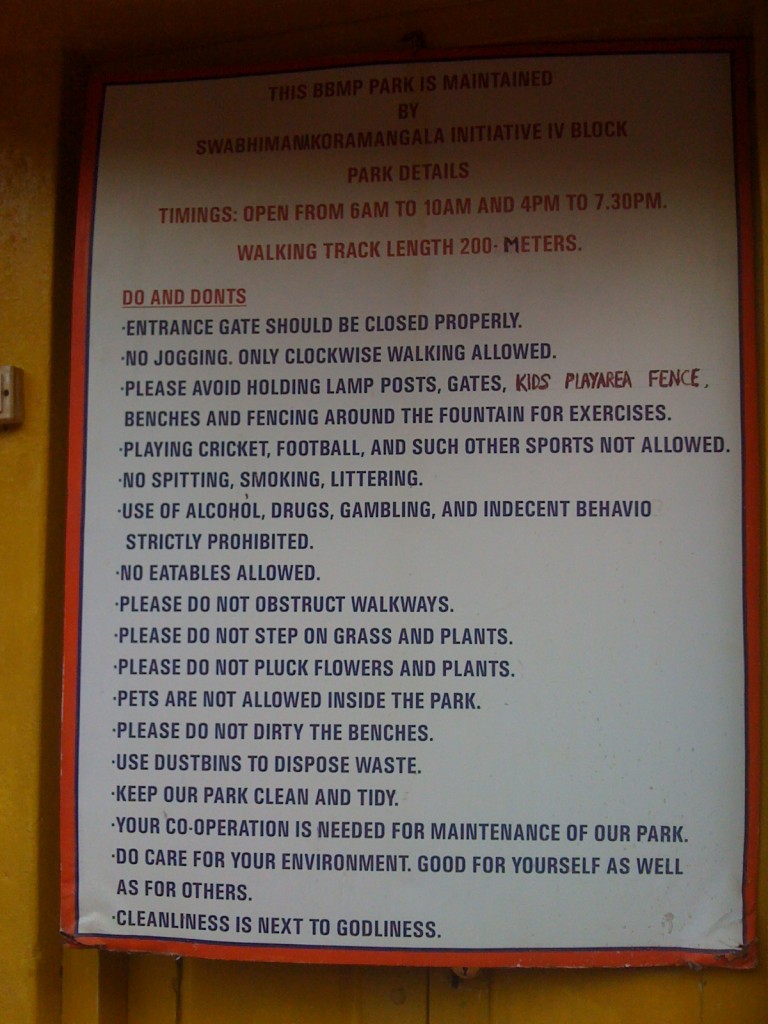 THIS BBMP PARK IS MAINTAINED
BY
SWABHIMANAKORAMANGALA INITIATIVE IV BLOCK
PARK DETAILS
TIMINGS: OPEN FROM 6AM TO 10AM AND 4PM TO 7.30PM.
WALKING TRACK LENGTH 200- METERS.
DO AND DONTS
·ENTRANCE GATE SHOULD BE CLOSED PROPERLY.
·NO JOGGING. ONLY CLOCKWISE WALKING ALLOWED.
·PLEASE AVOID HOLDING LAMP POSTS, GATES, KIDS PLAYAREA FENCE,
BENCHES AND FENCING AROUND THE FOUNTAIN FOR EXERCISES.
·PLAYING CRICKET, FOOTBALL, AND SUCH OTHER SPORTS NOT ALLOWED.
·NO SPITTING, SMOKING, LITTERING.
·USE OF ALCOHOL, DRUGS, GAMBLING, AND INDECENT BEHAVIO
STRICTLY PROHIBITED.
·NO EATABLES ALLOWED.
·PLEASE DO NOT OBSTRUCT WALKWAYS.
·PLEASE DO NOT STEP ON GRASS AND PLANTS.
·PLEASE DO NOT PLUCK FLOWERS AND PLANTS.
·PETS ARE NOT ALLOWED INSIDE THE PARK.
·PLEASE DO NOT DIRTY THE BENCHES.
·USE DUSTBINS TO DISPOSE WASTE.
·KEEP OUR PARK CLEAN AND TIDY.
·YOUR CO-OPERATION IS NEEDED FOR MAINTENANCE OF OUR PARK.
·DO CARE FOR YOUR ENVIRONMENT. GOOD FOR YOURSELF AS WELL
AS FOR OTHERS.
·CLEANLINESS IS NEXT TO GODLINESS.